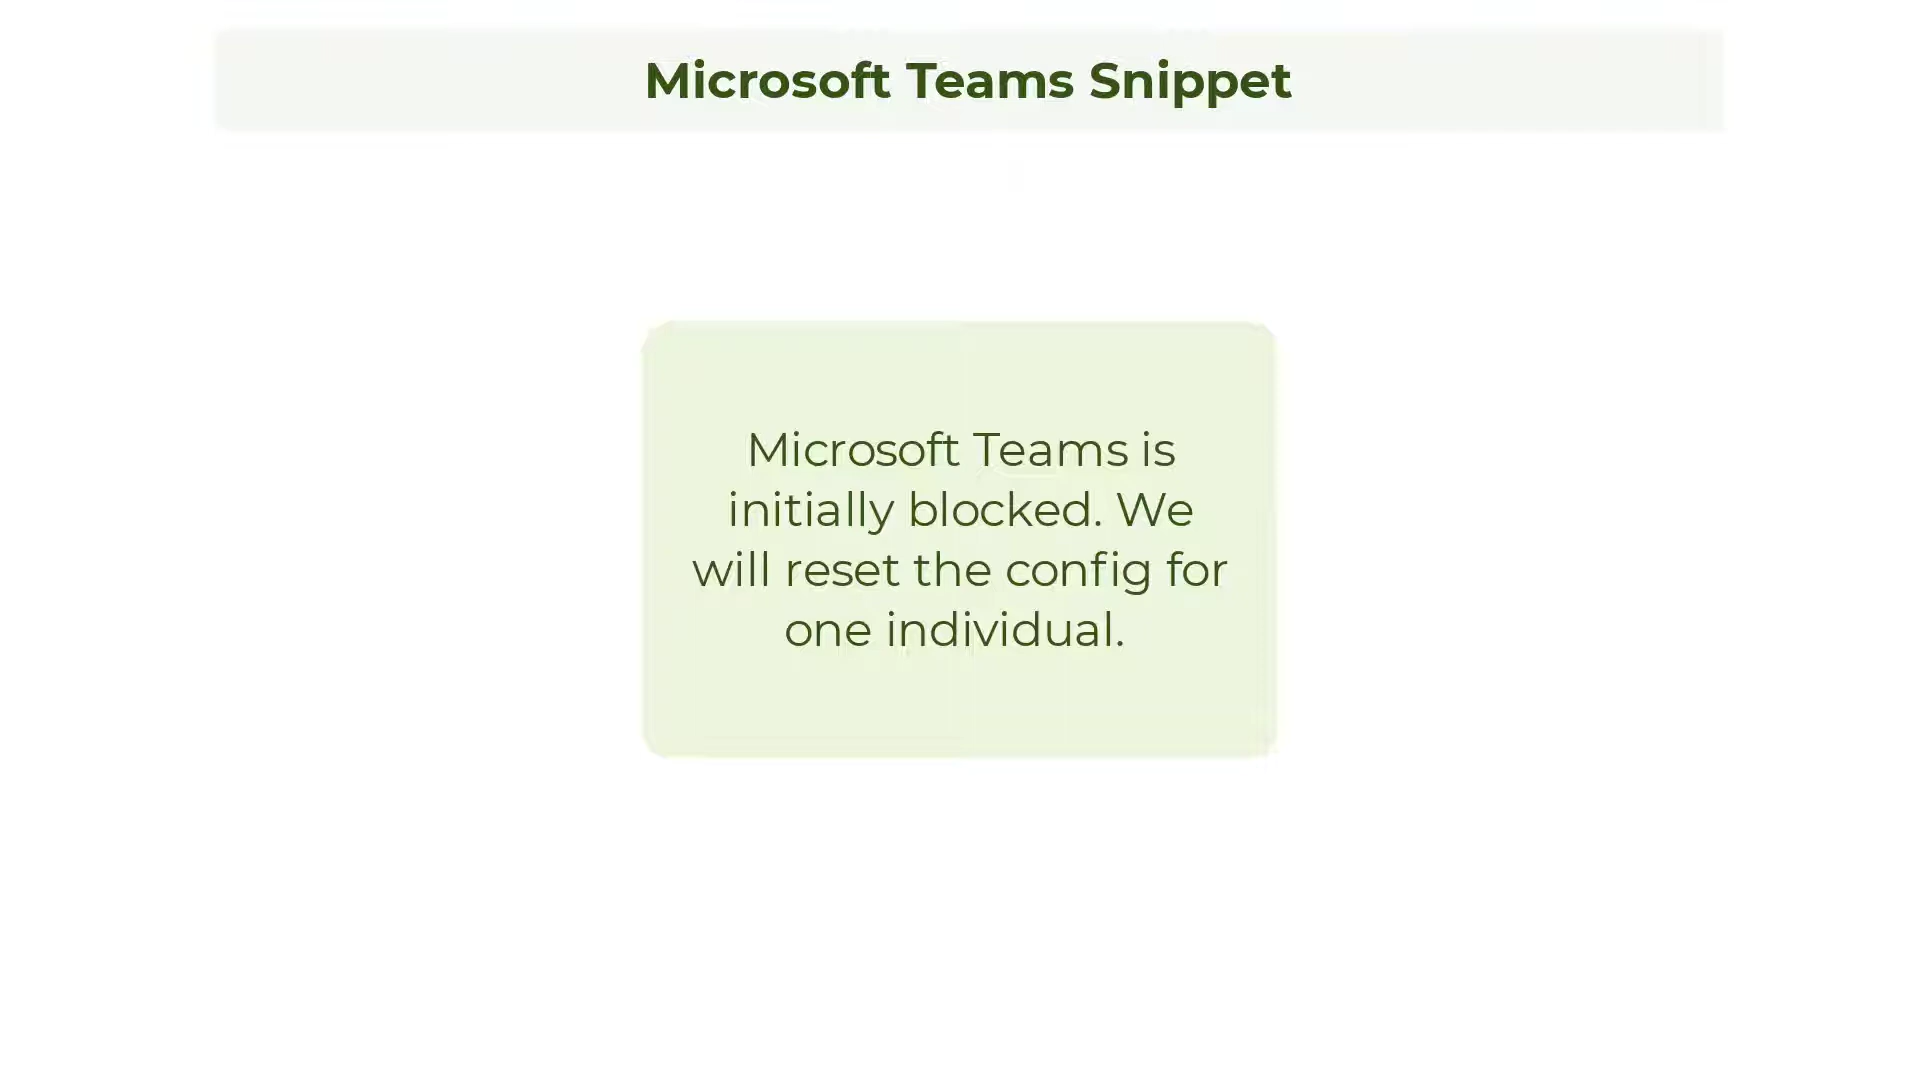 Microsoft Teams Snippet
Microsoft Teams is
initially blocked. We
will reset the config for
one individual.